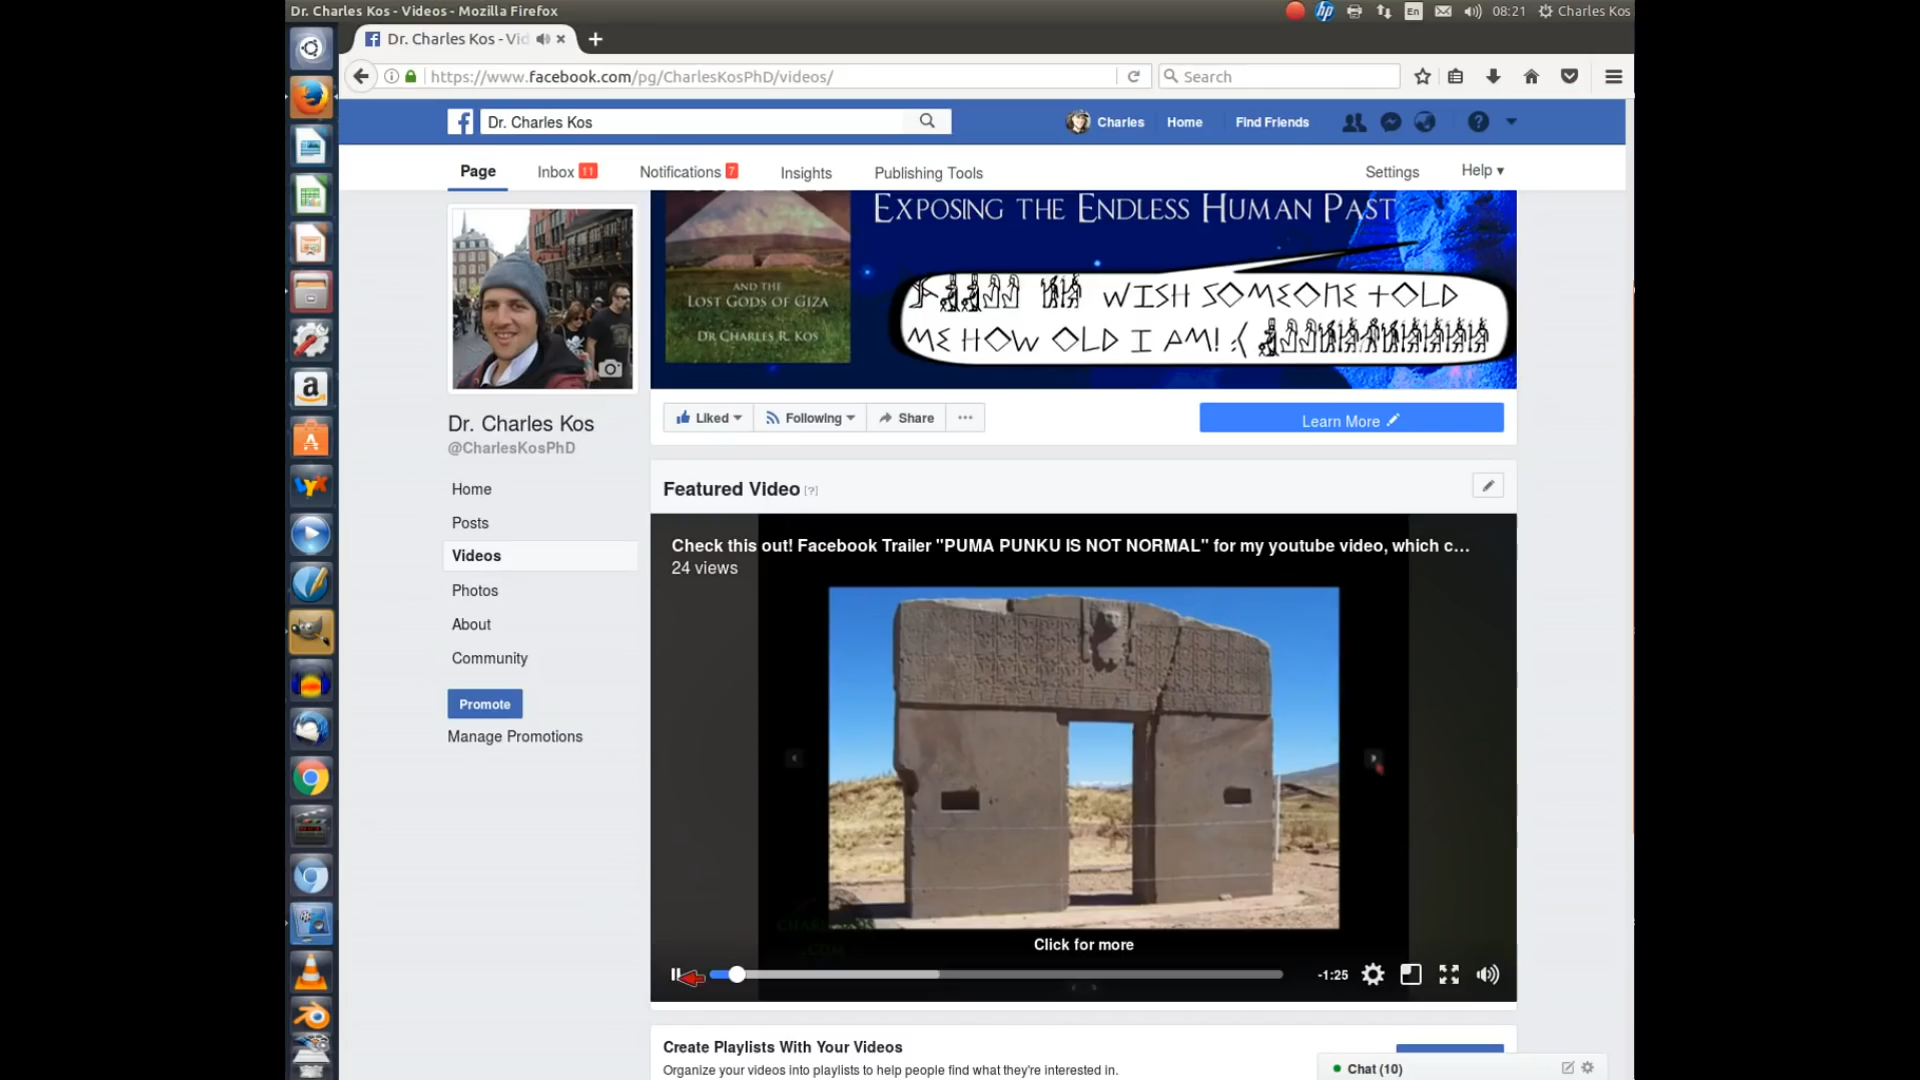 Dr. Charles Kos - Videos - Mozilla Firefox
hp
En
08:21
Charles Kos
Dr. Charles Kos - Vid
https://www.facebook.com/pg/CharlesKosPhD/videos/
Search
Dr. Charles Kos
Charles
Home
Find Friends
Page
Inbox 11
Notifications 7
Insights
Publishing Tools
Settings
Help
EXPOSING THE ENDLESS HUMAN PAST
AND THE
LOST GODS OF GIZA
DR CHARLES R. KOS
WISH SOMEONE TOLD
ME HOW OLD I AM! :(
Liked
Following
Share
Learn More
Dr. Charles Kos
@CharlesKosPhD
Home
Posts
Videos
Photos
About
Community
Promote
Manage Promotions
Featured Video [?]
Check this out! Facebook Trailer "PUMA PUNKU IS NOT NORMAL" for my youtube video, which c...
24 views
Click for more
-1:25
Create Playlists With Your Videos
Organize your videos into playlists to help people find what they're interested in.
Chat (10)